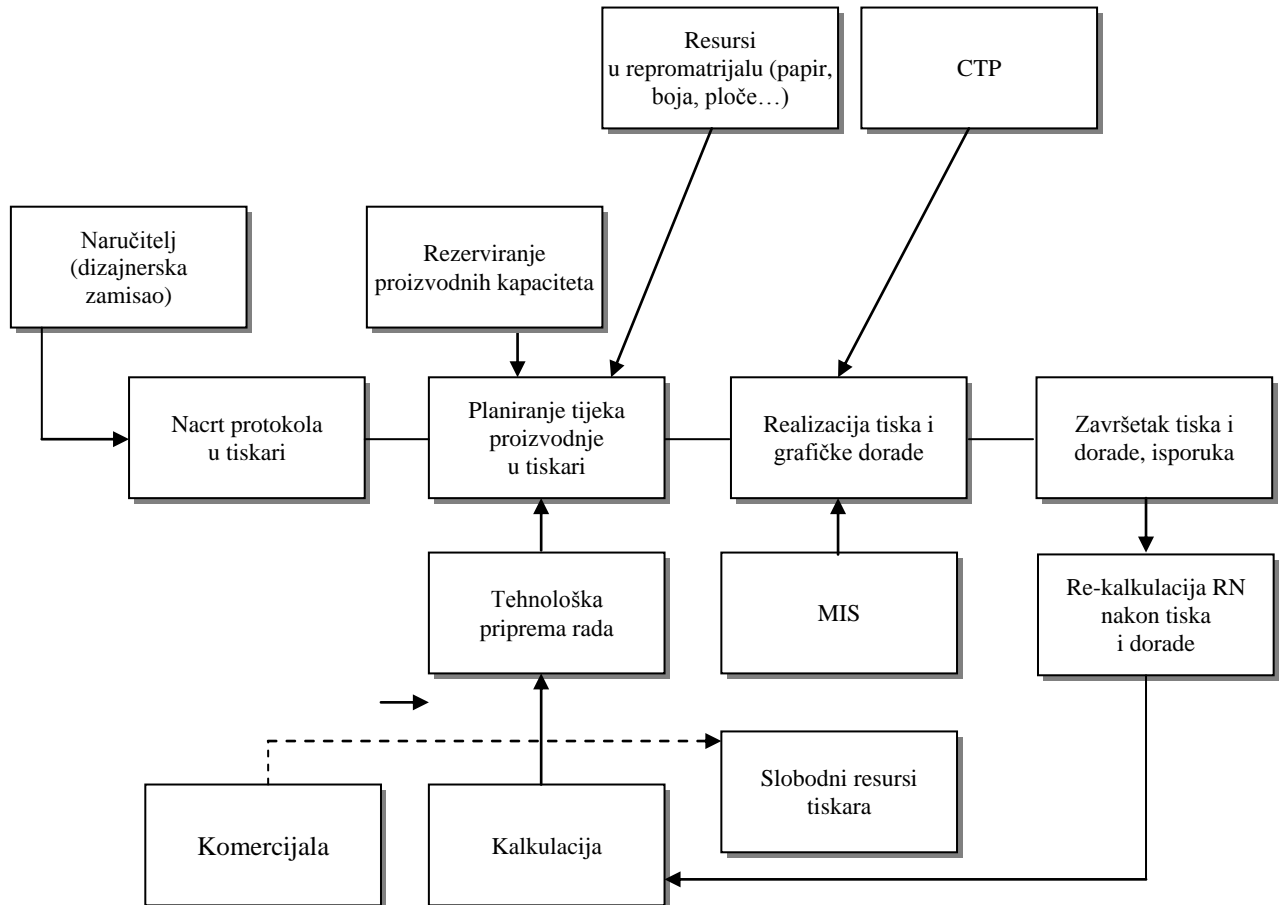 Resursi
u repromatrijalu (papir,
boja, ploče…)
CTP
Naručitelj
(dizajnerska
zamisao)
Rezerviranje
proizvodnih kapaciteta
Nacrt protokola
u tiskari
Planiranje tijeka
proizvodnje
u tiskari
Realizacija tiska i
grafičke dorade
Završetak tiska i
dorade, isporuka
Tehnološka
priprema rada
MIS
Re-kalkulacija RN
nakon tiska
i dorade
Komercijala
Kalkulacija
Slobodni resursi
tiskara